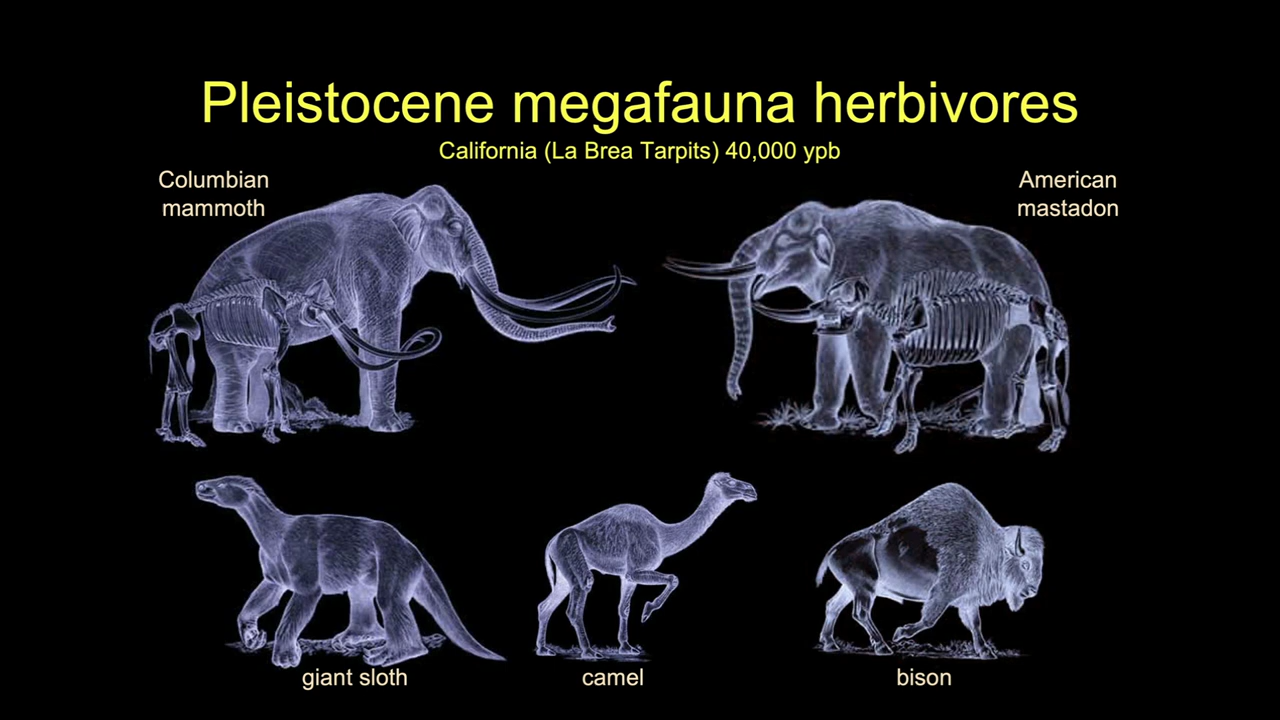 Pleistocene megafauna herbivores
California (La Brea Tarpits) 40,000 ypb
Columbian
mammoth
American
mastadon
giant sloth
camel
bison